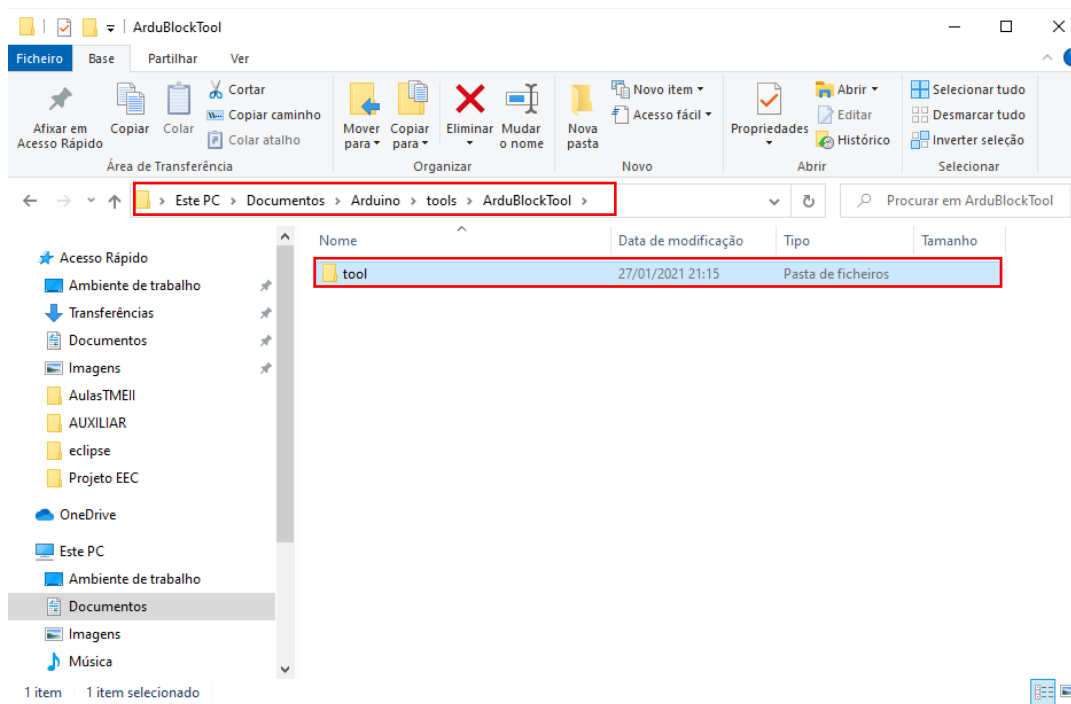 ArduBlockTool
Ficheiro Base Partilhar Ver
Afixar em Acesso Rápido
Copiar
Colar
Cortar
Copiar caminho
Colar atalho
Área de Transferência
Mover para
Copiar para
Eliminar
Mudar o nome
Organizar
Nova pasta
Novo item
Acesso fácil
Novo
Propriedades
Abrir
Editar
Histórico
Abrir
Selecionar tudo
Desmarcar tudo
Inverter seleção
Selecionar
Este PC > Documentos > Arduino > tools > ArduBlockTool >
Procurar em ArduBlockTool
Nome Data de modificação Tipo Tamanho
tool 27/01/2021 21:15 Pasta de ficheiros
Acesso Rápido
Ambiente de trabalho
Transferências
Documentos
Imagens
AulasTMEII
AUXILIAR
eclipse
Projeto EEC
OneDrive
Este PC
Ambiente de trabalho
Documentos
Imagens
Música
1 item 1 item selecionado